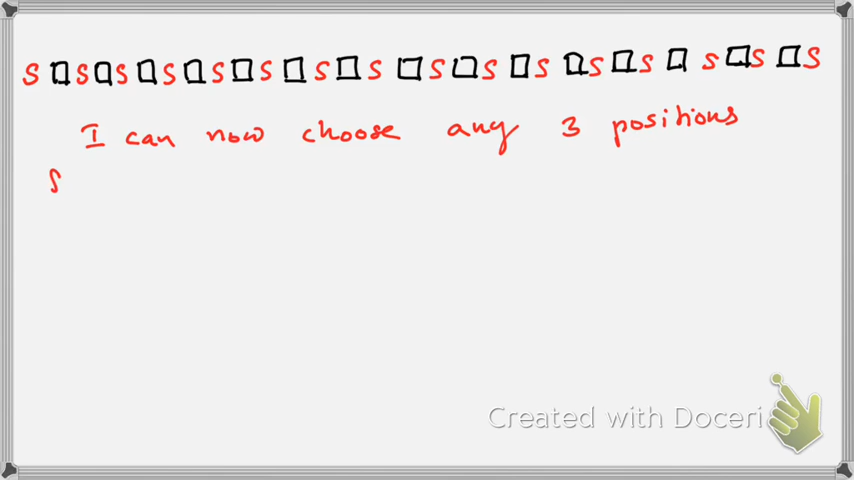 S □ S □ S □ S □ S □ S □ S □ S □ S □ S □ S □ S □ S □ S □ S □ S
I can now choose any 3 positions
S
Created with Doceri